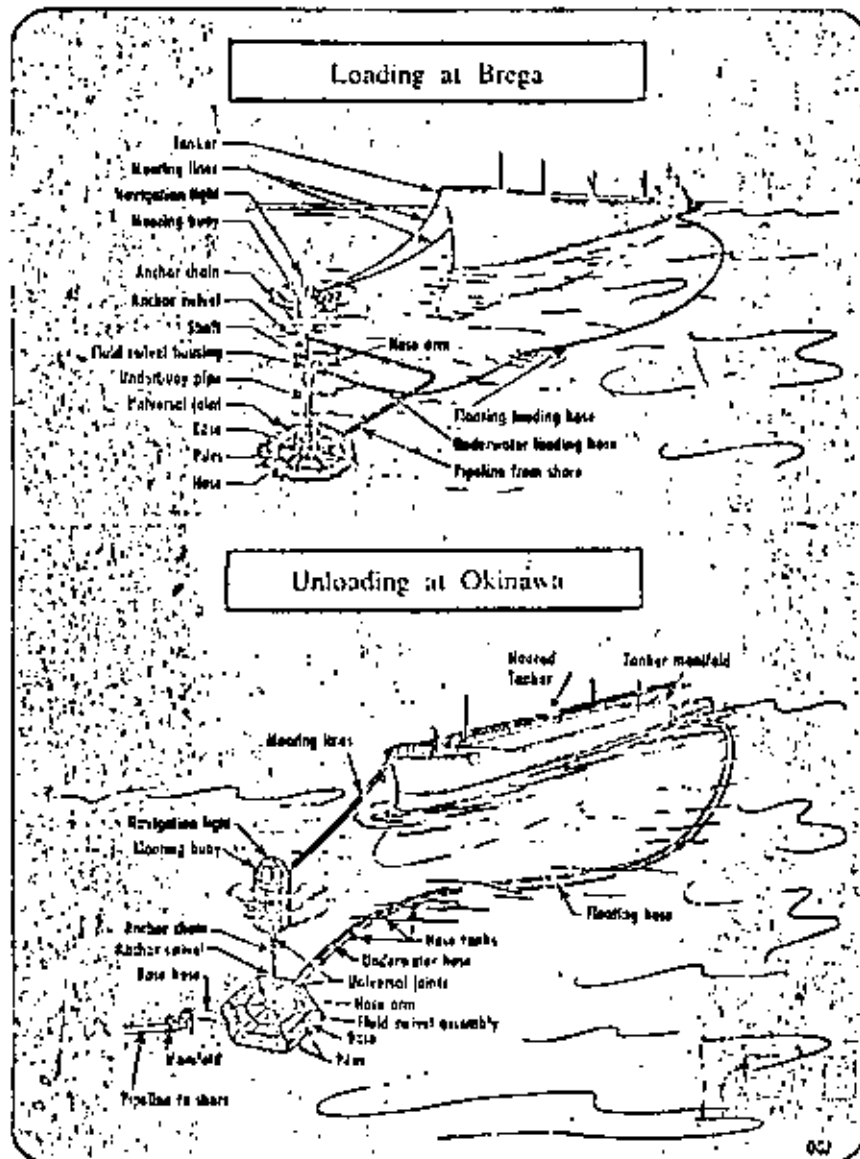 Loading at Brega
Tanker
Mooring lines
Navigation light
Mooring buoy
Anchor chain
Anchor swivel
Shaft
Fluid swivel housing
Hose arm
Underbuoy pipe
Universal joint
Floating loading hose
Base
Underwater loading hose
Piles
Pipeline from shore
Hose
Unloading at Okinawa
Moored
Tanker
Tanker manifold
Mooring lines
Navigation light
Mooring buoy
Floating hose
Anchor chain
Hose tanks
Anchor swivel
Underwater hose
Base hose
Universal joints
Hose arm
Fluid swivel assembly
Base
Manifold
Piles
Pipeline to shore
OGJ